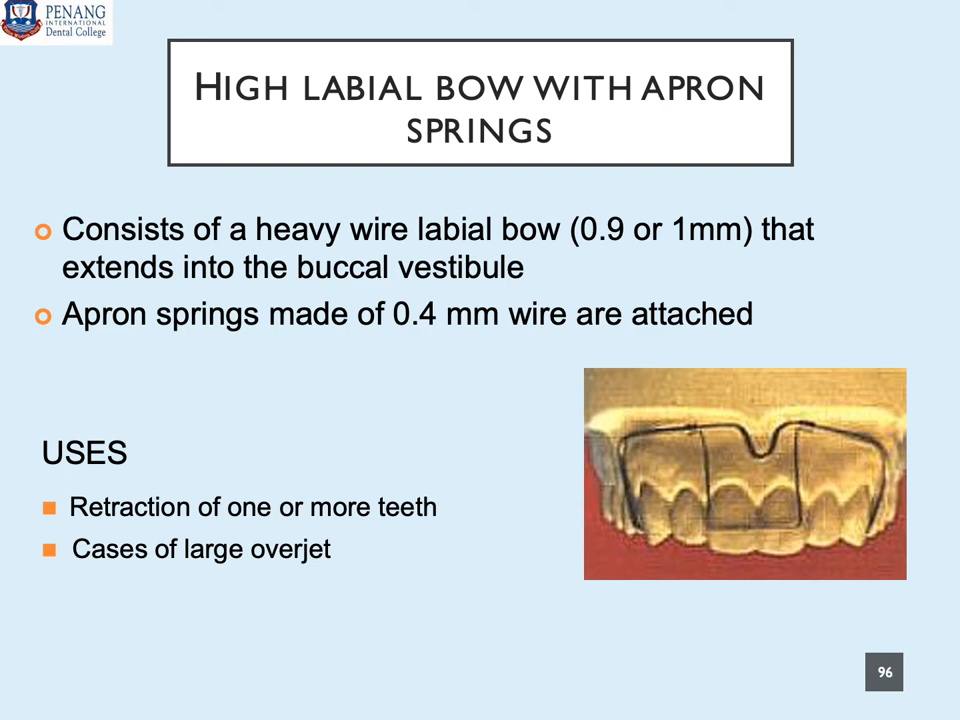 PENANG
INTERNATIONAL
Dental College
HIGH LABIAL BOW WITH APRON
SPRINGS
Consists of a heavy wire labial bow (0.9 or 1mm) that
extends into the buccal vestibule
Apron springs made of 0.4 mm wire are attached
USES
Retraction of one or more teeth
Cases of large overjet
96